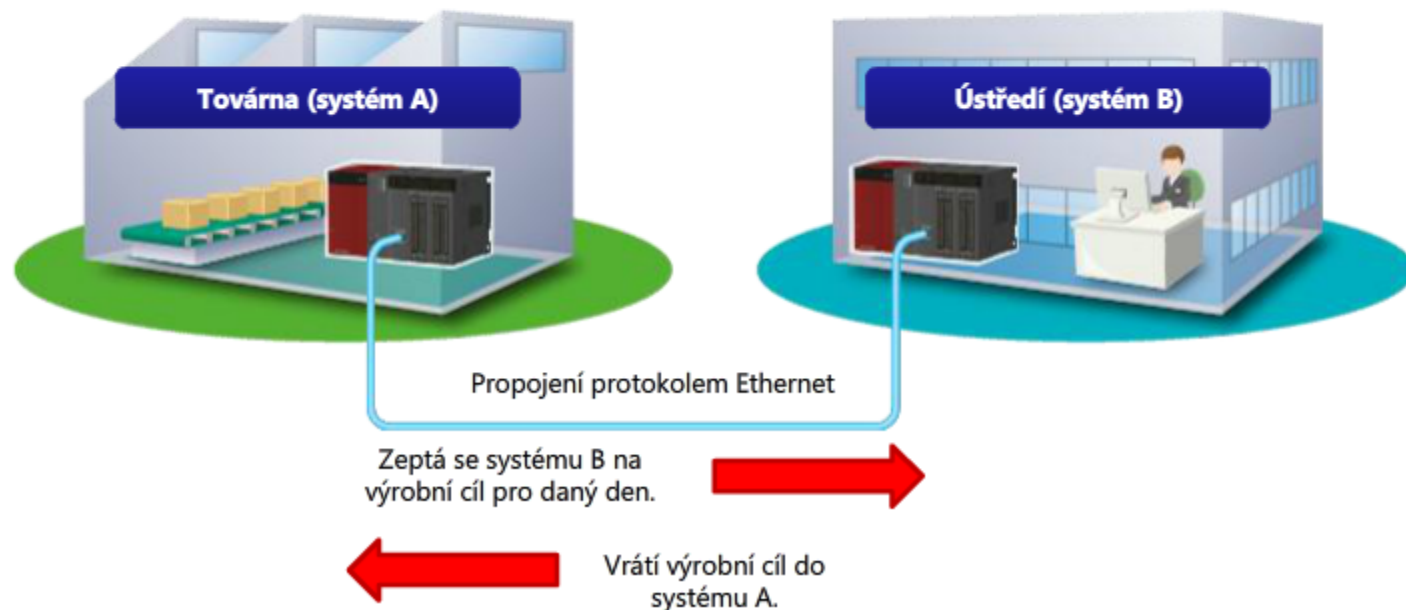 Továrna (systém A)
Ústředí (systém B)
Propojení protokolem Ethernet
Zeptá se systému B na
výrobní cíl pro daný den.
Vrátí výrobní cíl do
systému A.